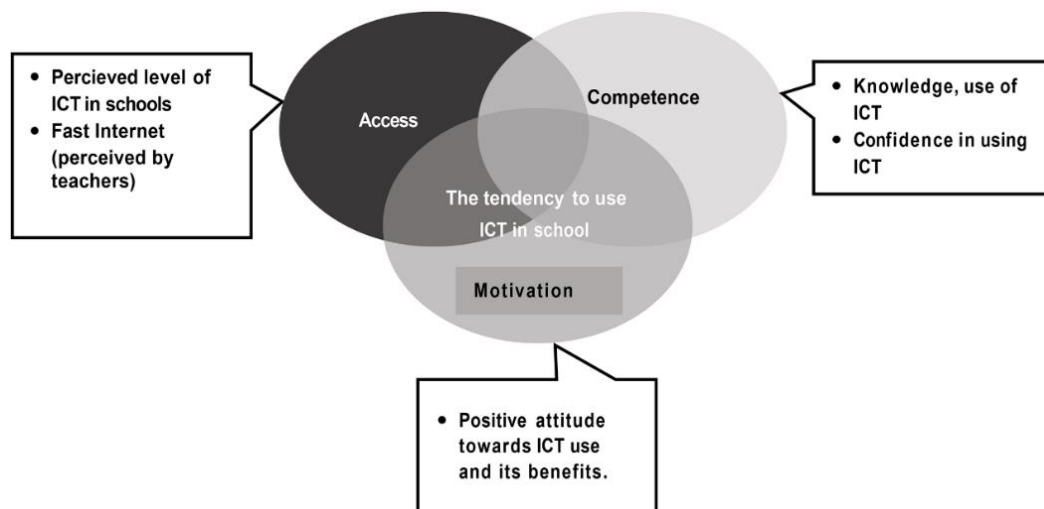 • Percieved level of
ICT in schools
• Fast Internet
(perceived by
teachers)
Access
Competence
• Knowledge, use of
ICT
• Confidence in using
ICT
The tendency to use
ICT in school
Motivation
• Positive attitude
towards ICT use
and its benefits.